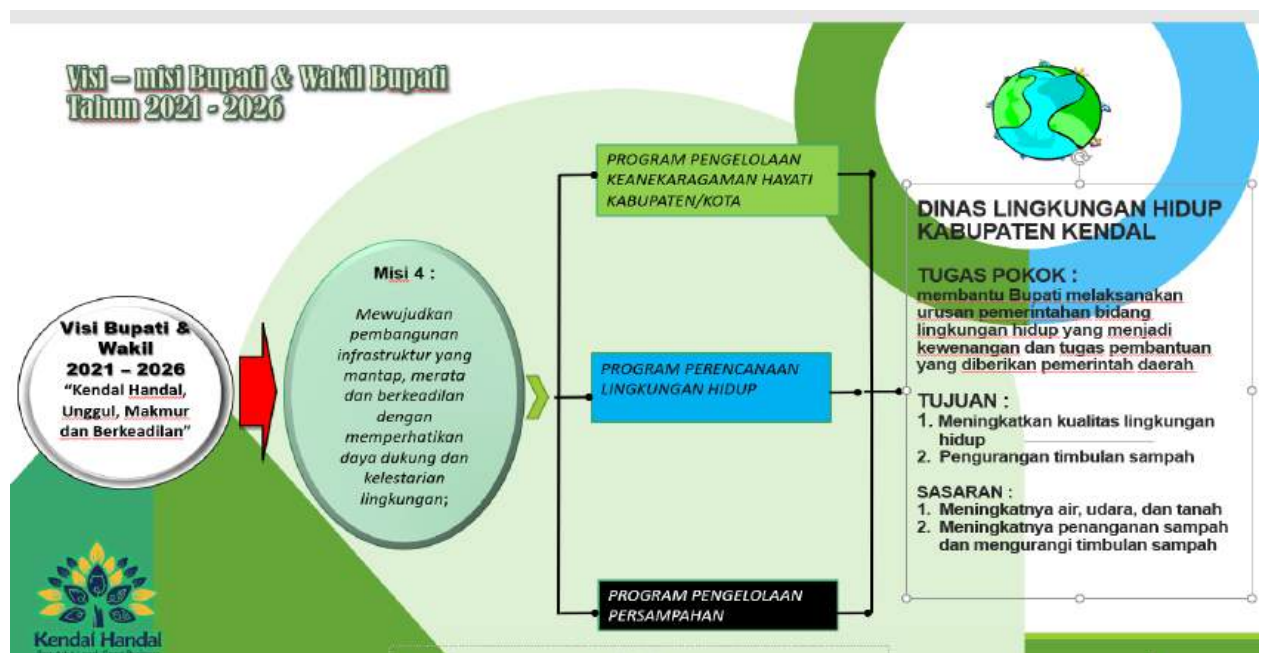 Visi – misi Bupati & Wakil Bupati
Tahun 2021 - 2026
Visi Bupati &
Wakil
2021 – 2026
“Kendal Handal,
Unggul, Makmur
dan Berkeadilan”
Misi 4 :
Mewujudkan
pembangunan
infrastruktur yang
mantap, merata
dan berkeadilan
dengan
memperhatikan
daya dukung dan
kelestarian
lingkungan;
PROGRAM PENGELOLAAN
KEANEKARAGAMAN HAYATI
KABUPATEN/KOTA
PROGRAM PERENCANAAN
LINGKUNGAN HIDUP
PROGRAM PENGELOLAAN
PERSAMPAHAN
DINAS LINGKUNGAN HIDUP
KABUPATEN KENDAL
TUGAS POKOK :
membantu Bupati melaksanakan
urusan pemerintahan bidang
lingkungan hidup yang menjadi
kewenangan dan tugas pembantuan
yang diberikan pemerintah daerah
TUJUAN :
1. Meningkatkan kualitas lingkungan
hidup
2. Pengurangan timbulan sampah
SASARAN :
1. Meningkatnya air, udara, dan tanah
2. Meningkatnya penanganan sampah
dan mengurangi timbulan sampah
Kendal Handal